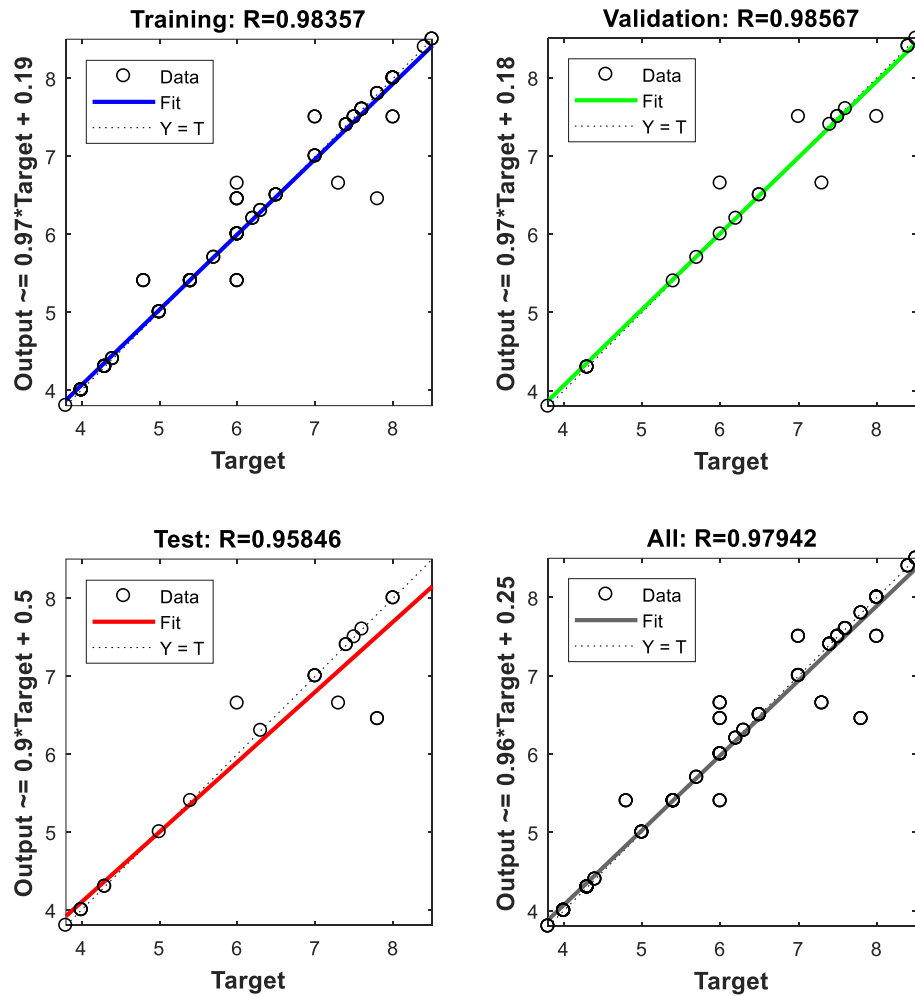 Training: R=0.98357
Output ~= 0.97*Target + 0.19
Data
Fit
Y = T
8
7
6
5
4
4 5 6 7 8
Target
Validation: R=0.98567
Output ~= 0.97*Target + 0.18
Data
Fit
Y = T
8
7
6
5
4
4 5 6 7 8
Target
Test: R=0.95846
Output ~= 0.9*Target + 0.5
Data
Fit
Y = T
8
7
6
5
4
4 5 6 7 8
Target
All: R=0.97942
Output ~= 0.96*Target + 0.25
Data
Fit
Y = T
8
7
6
5
4
4 5 6 7 8
Target